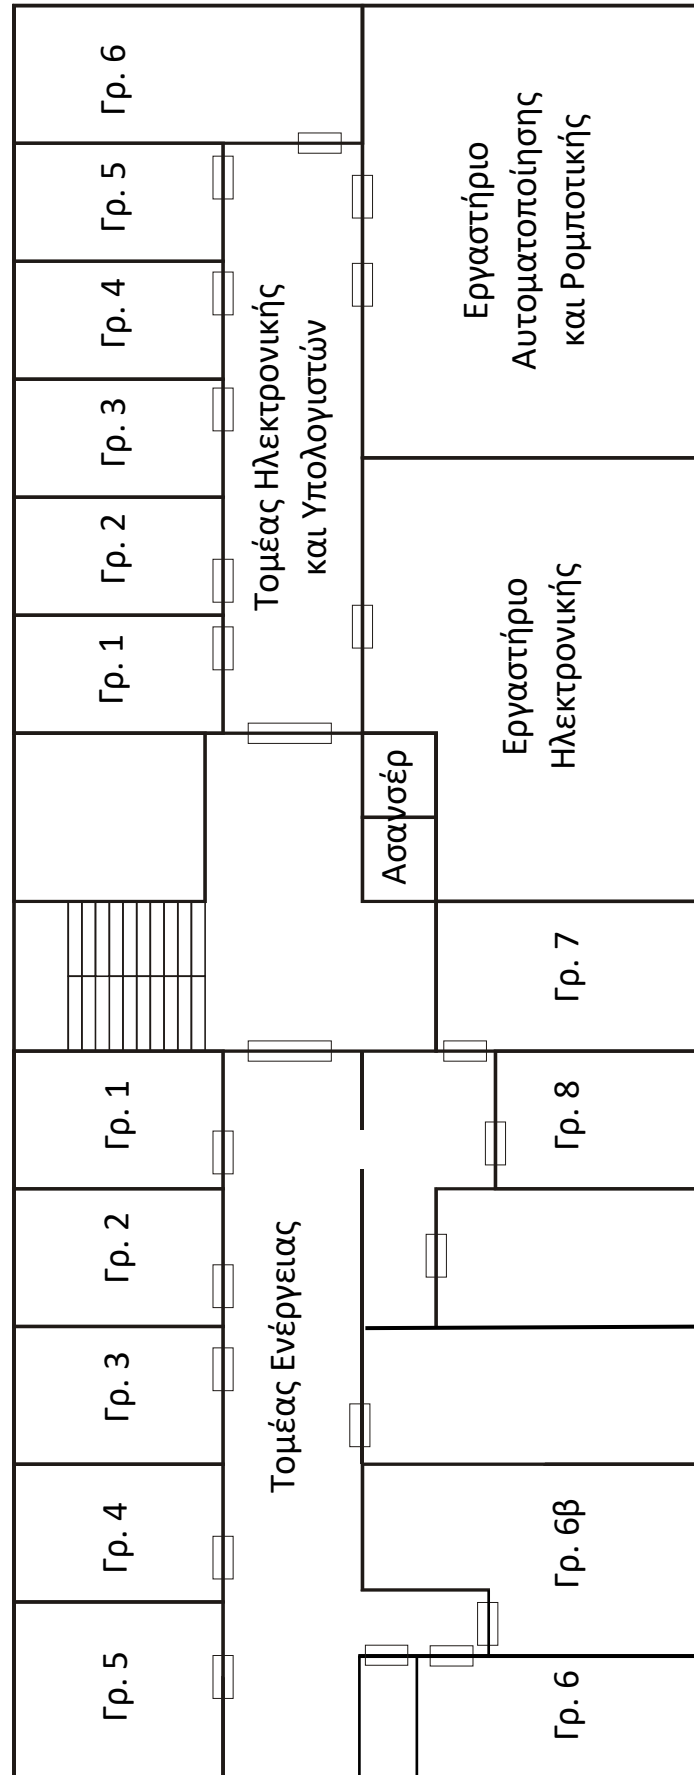 Γρ. 6
Γρ. 5
Γρ. 4
Γρ. 3
Γρ. 2
Γρ. 1
Τομέας Ηλεκτρονικής
και Υπολογιστών
Εργαστήριο
Αυτοματοποίησης
και Ρομποτικής
Εργαστήριο
Ηλεκτρονικής
Ασανσέρ
Γρ. 7
Γρ. 1
Γρ. 2
Γρ. 3
Γρ. 4
Γρ. 5
Τομέας Ενέργειας
Γρ. 8
Γρ. 6β
Γρ. 6